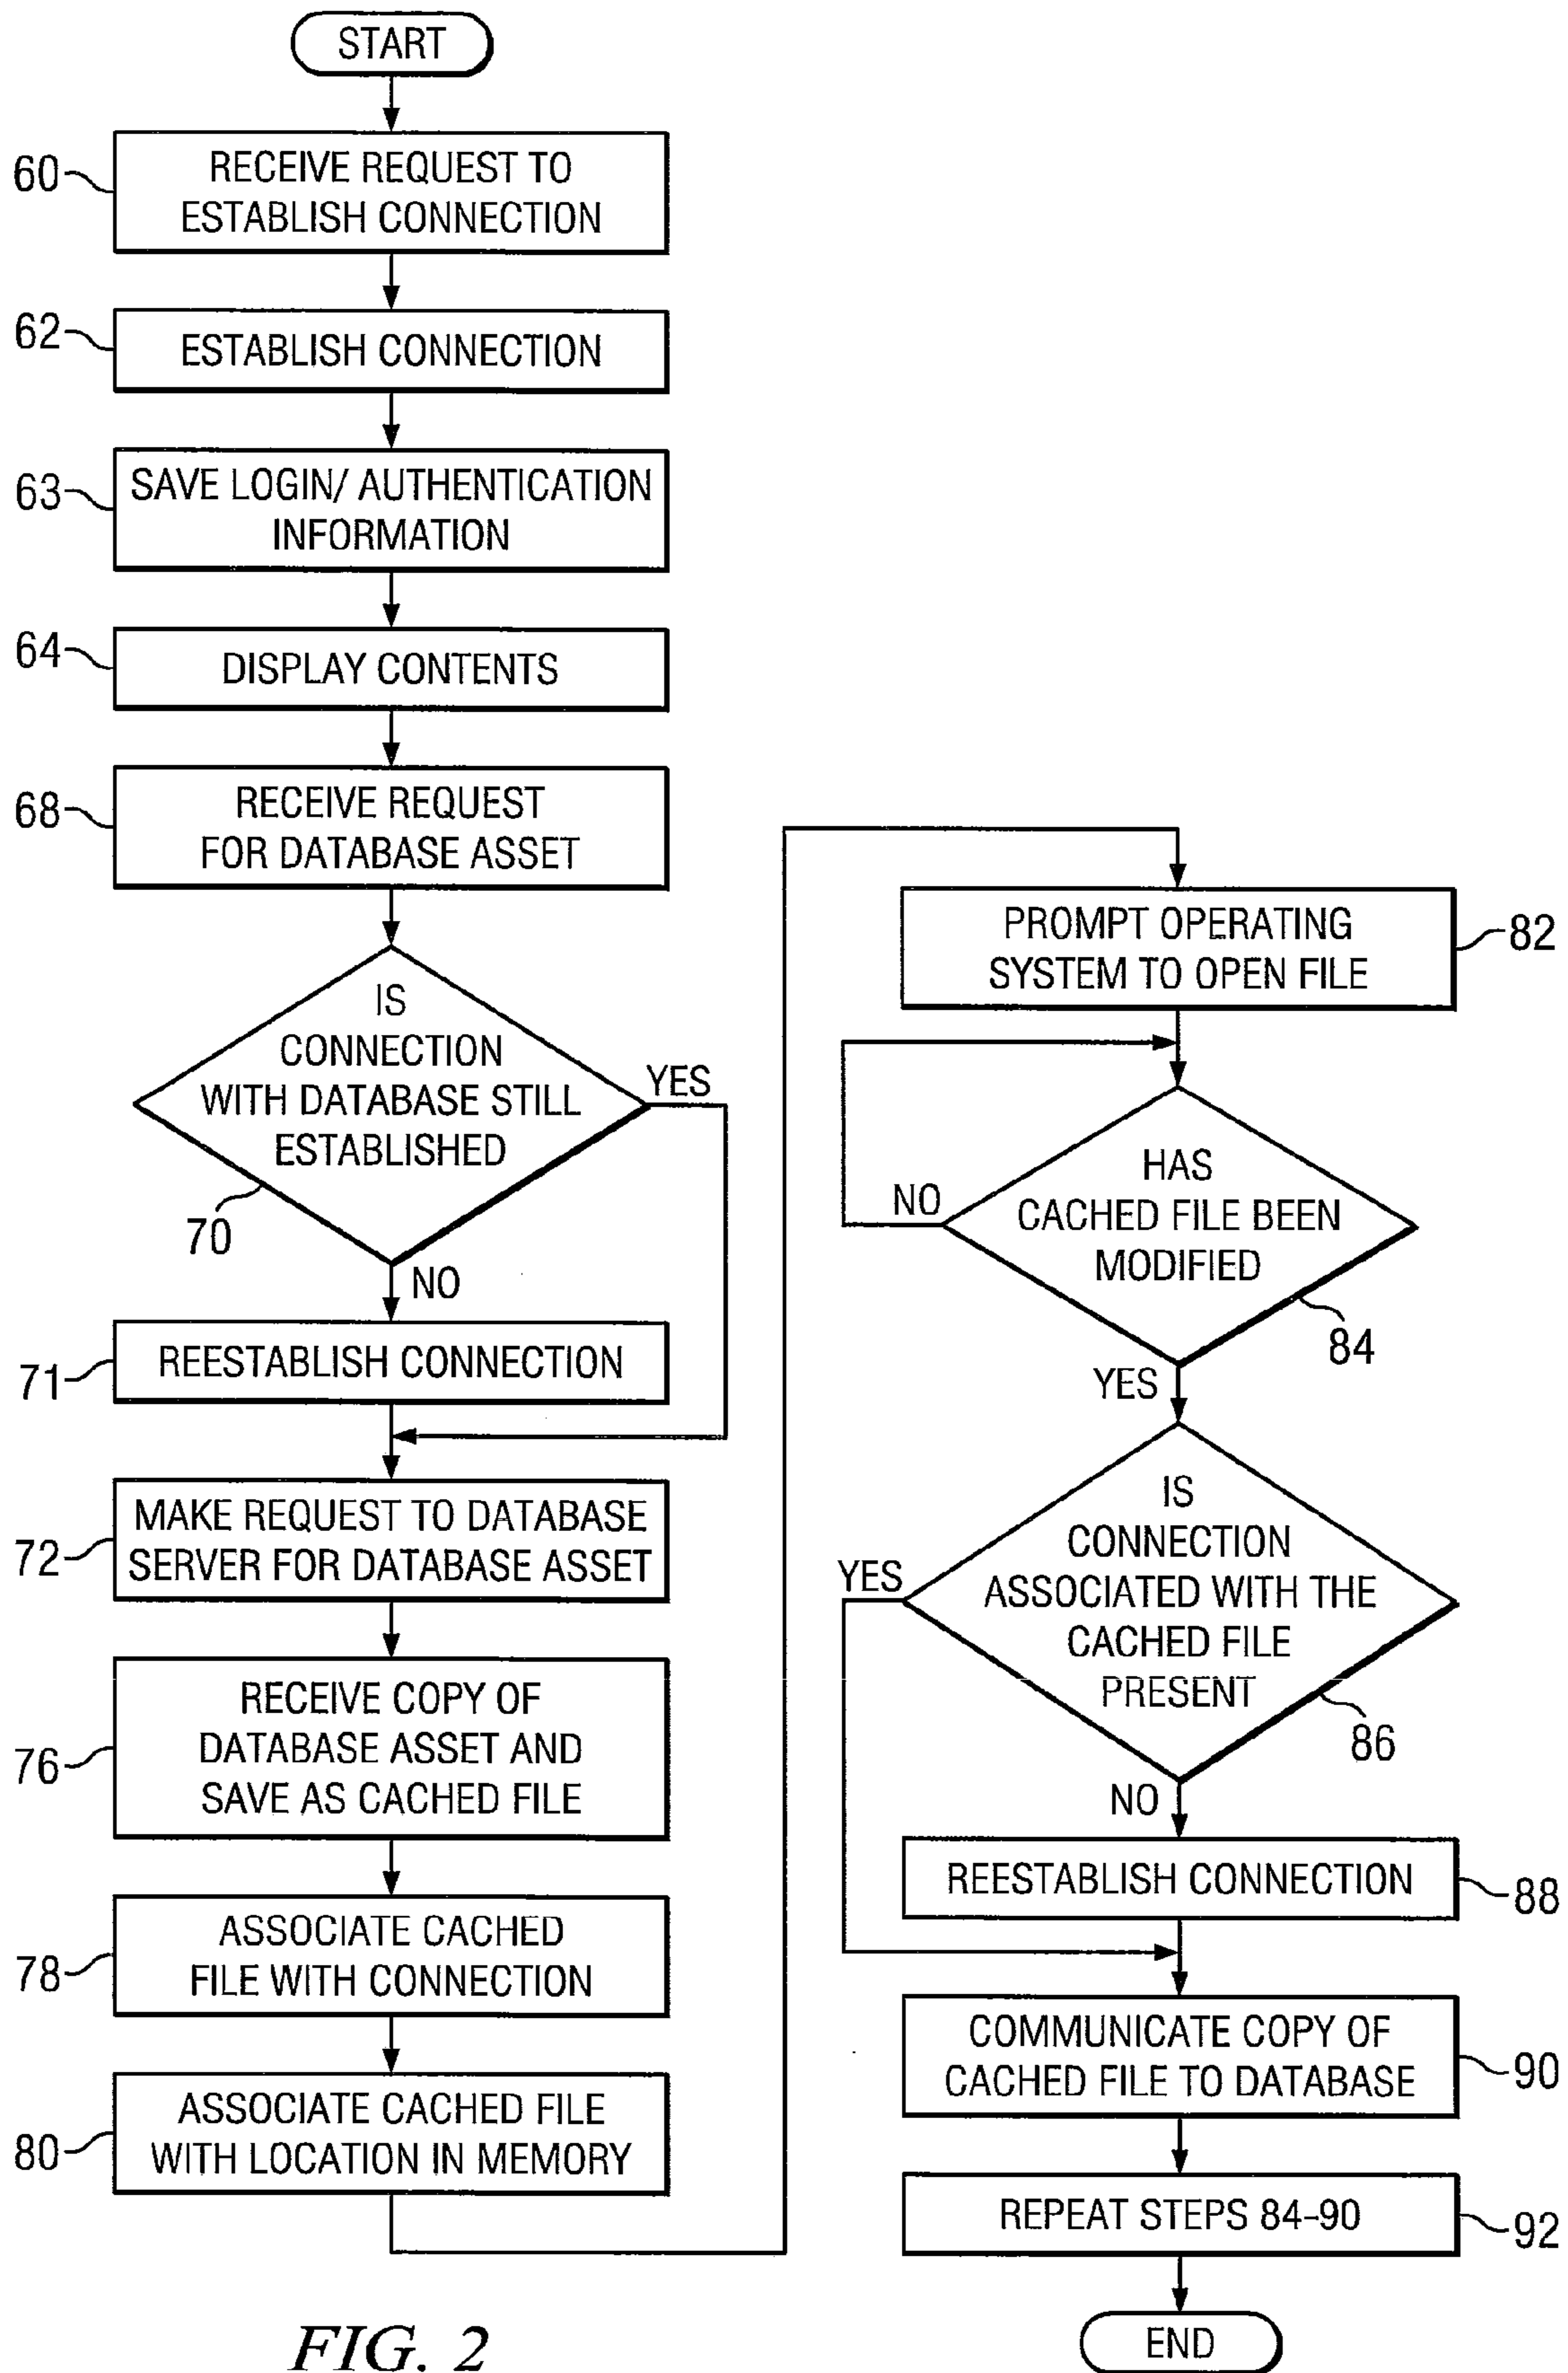 START
60
RECEIVE REQUEST TO
ESTABLISH CONNECTION
62
ESTABLISH CONNECTION
63
SAVE LOGIN/ AUTHENTICATION
INFORMATION
64
DISPLAY CONTENTS
68
RECEIVE REQUEST
FOR DATABASE ASSET
IS
CONNECTION
WITH DATABASE STILL
ESTABLISHED
YES
70
NO
71
REESTABLISH CONNECTION
72
MAKE REQUEST TO DATABASE
SERVER FOR DATABASE ASSET
76
RECEIVE COPY OF
DATABASE ASSET AND
SAVE AS CACHED FILE
78
ASSOCIATE CACHED
FILE WITH CONNECTION
80
ASSOCIATE CACHED FILE
WITH LOCATION IN MEMORY
PROMPT OPERATING
SYSTEM TO OPEN FILE
82
HAS
CACHED FILE BEEN
MODIFIED
NO
84
YES
IS
CONNECTION
ASSOCIATED WITH THE
CACHED FILE
PRESENT
YES
86
NO
REESTABLISH CONNECTION
88
COMMUNICATE COPY OF
CACHED FILE TO DATABASE
90
REPEAT STEPS 84-90
92
END
FIG. 2